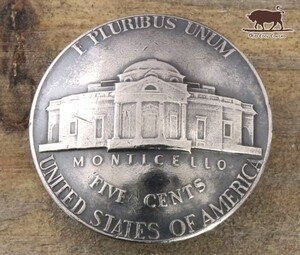 E PLURIBUS UNUM
MONTICELLO
FIVE CENTS
UNITED STATES OF AMERICA